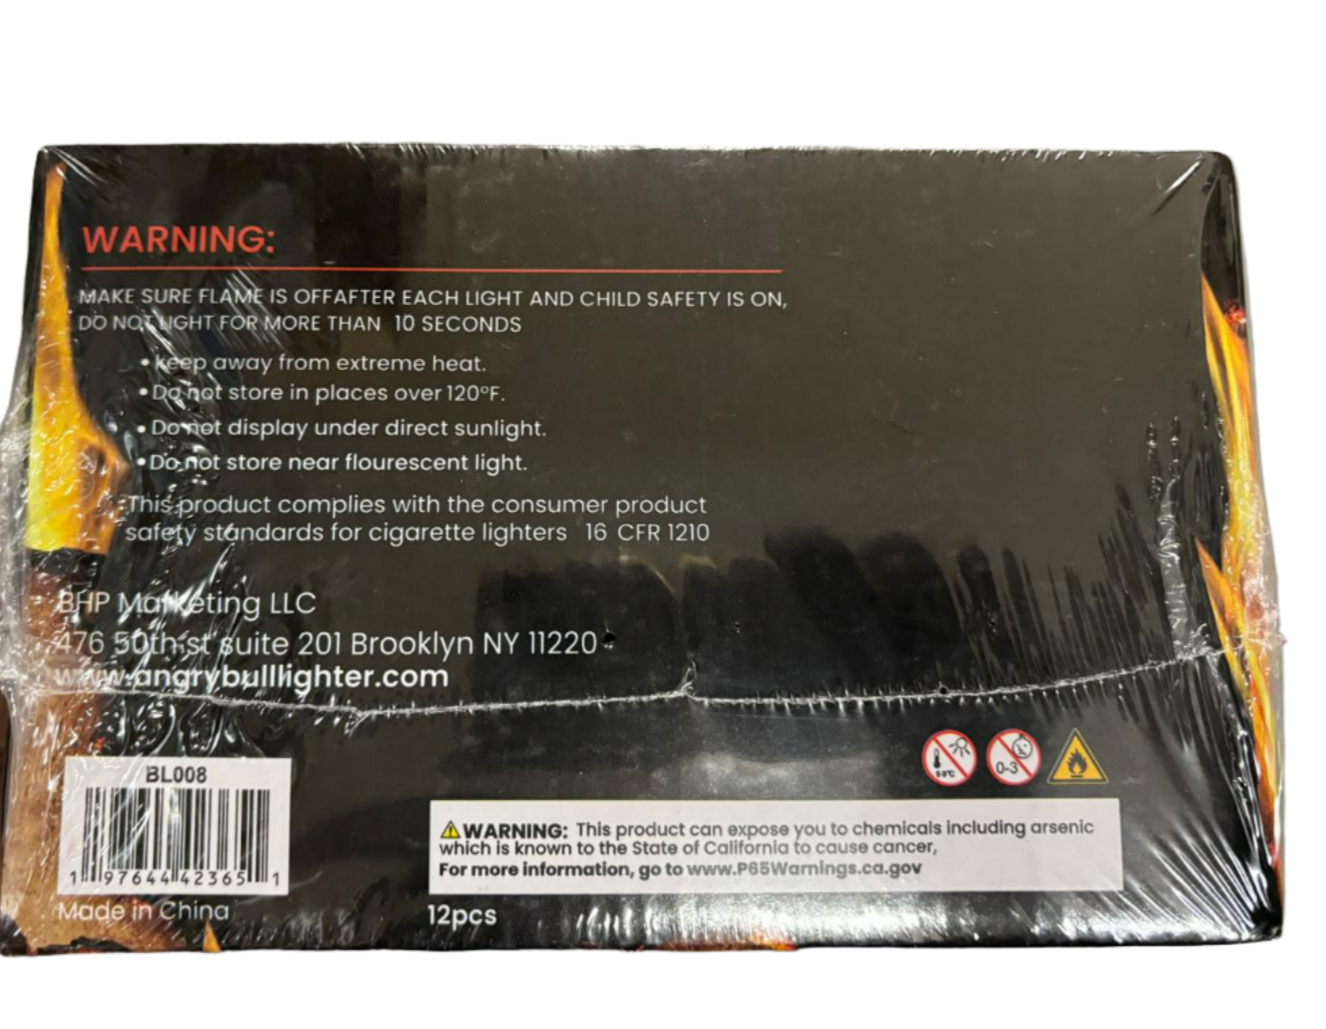 WARNING:
MAKE SURE FLAME IS OFFAFTER EACH LIGHT AND CHILD SAFETY IS ON,
DO NOT LIGHT FOR MORE THAN 10 SECONDS
• keep away from extreme heat.
• Do not store in places over 120°F.
• Do not display under direct sunlight.
• Do not store near flourescent light.
This product complies with the consumer product
safety standards for cigarette lighters 16 CFR 1210
BHP Marketing LLC
476 50th st suite 201 Brooklyn NY 11220
www.angrybulllighter.com
BL008
1 97644 42365 1
Made in China
50°C
0-3
WARNING: This product can expose you to chemicals including arsenic
which is known to the State of California to cause cancer,
For more information, go to www.P65Warnings.ca.gov
12pcs